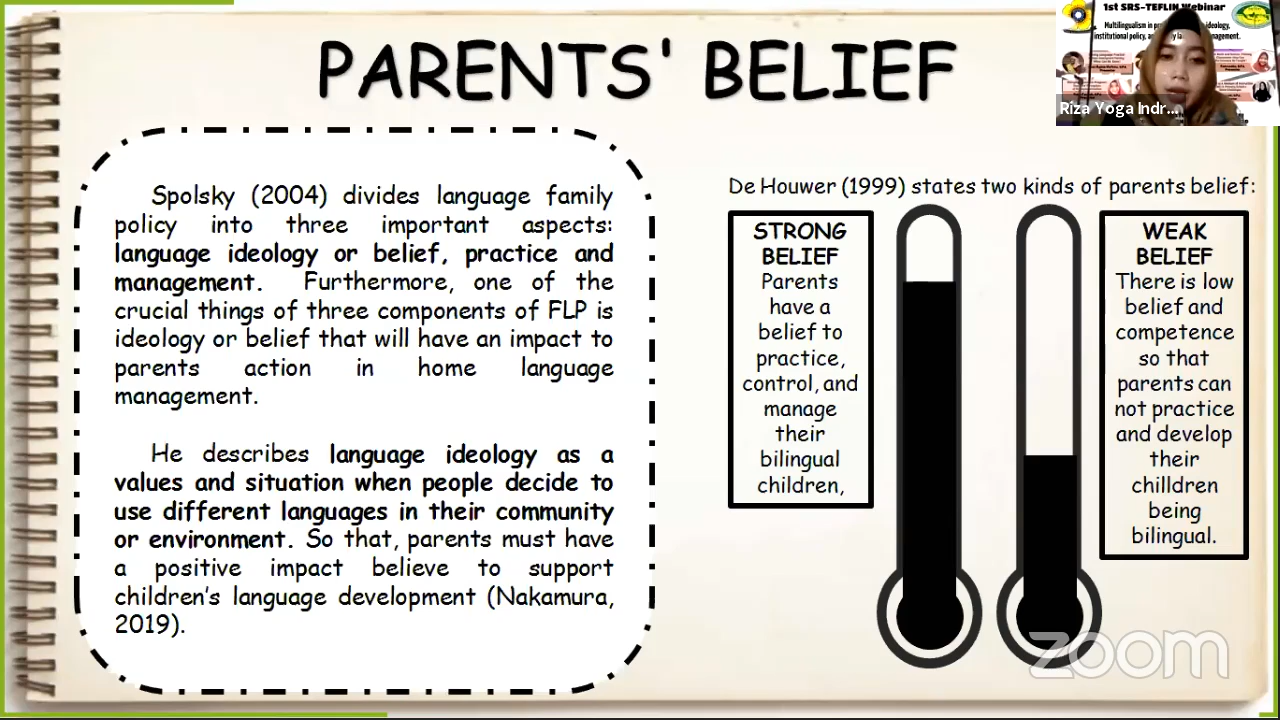 PARENTS' BELIEF
Spolsky (2004) divides language family
policy into three important aspects:
language ideology or belief, practice and
management. Furthermore, one of the
crucial things of three components of FLP is
ideology or belief that will have an impact to
parents action in home language
management.
He describes language ideology as a
values and situation when people decide to
use different languages in their community
or environment. So that, parents must have
a positive impact believe to support
children's language development (Nakamura,
2019).
De Houwer (1999) states two kinds of parents belief:
STRONG
BELIEF
Parents
have a
belief to
practice,
control, and
manage
their
bilingual
children,
WEAK
BELIEF
There is low
belief and
competence
so that
parents can
not practice
and develop
their
chilldren
being
bilingual.
1st SRS-TEFLIN Webinar
Multilingualism in
ideology,
institutional policy,
management.
Riza Yoga Indr...
zoom